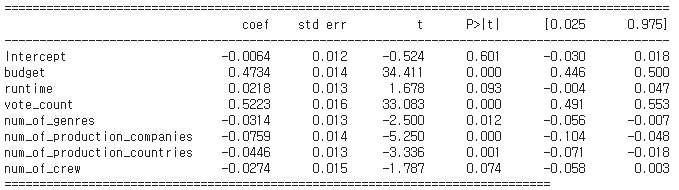 coef std err t P>|t| [0.025 0.975]
Intercept -0.0064 0.012 -0.524 0.601 -0.030 0.018
budget 0.4734 0.014 34.411 0.000 0.446 0.500
runtime 0.0218 0.013 1.678 0.093 -0.004 0.047
vote_count 0.5223 0.016 33.083 0.000 0.491 0.553
num_of_genres -0.0314 0.013 -2.500 0.012 -0.056 -0.007
num_of_production_companies -0.0759 0.014 -5.250 0.000 -0.104 -0.048
num_of_production_countries -0.0446 0.013 -3.336 0.001 -0.071 -0.018
num_of_crew -0.0274 0.015 -1.787 0.074 -0.058 0.003